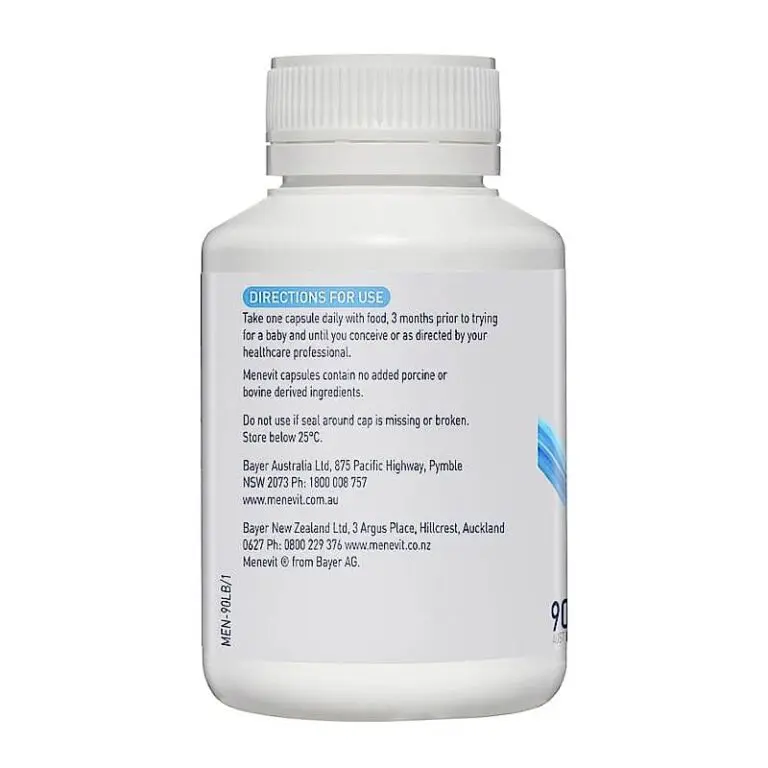 DIRECTIONS FOR USE
Take one capsule daily with food, 3 months prior to trying
for a baby and until you conceive or as directed by your
healthcare professional.
Menevit capsules contain no added porcine or
bovine derived ingredients.
Do not use if seal around cap is missing or broken.
Store below 25°C.
Bayer Australia Ltd, 875 Pacific Highway, Pymble
NSW 2073 Ph: 1800 008 757
www.menevit.com.au
Bayer New Zealand Ltd, 3 Argus Place, Hillcrest, Auckland
0627 Ph: 0800 229 376 www.menevit.co.nz
Menevit ® from Bayer AG.
MEN-90LB/1
90